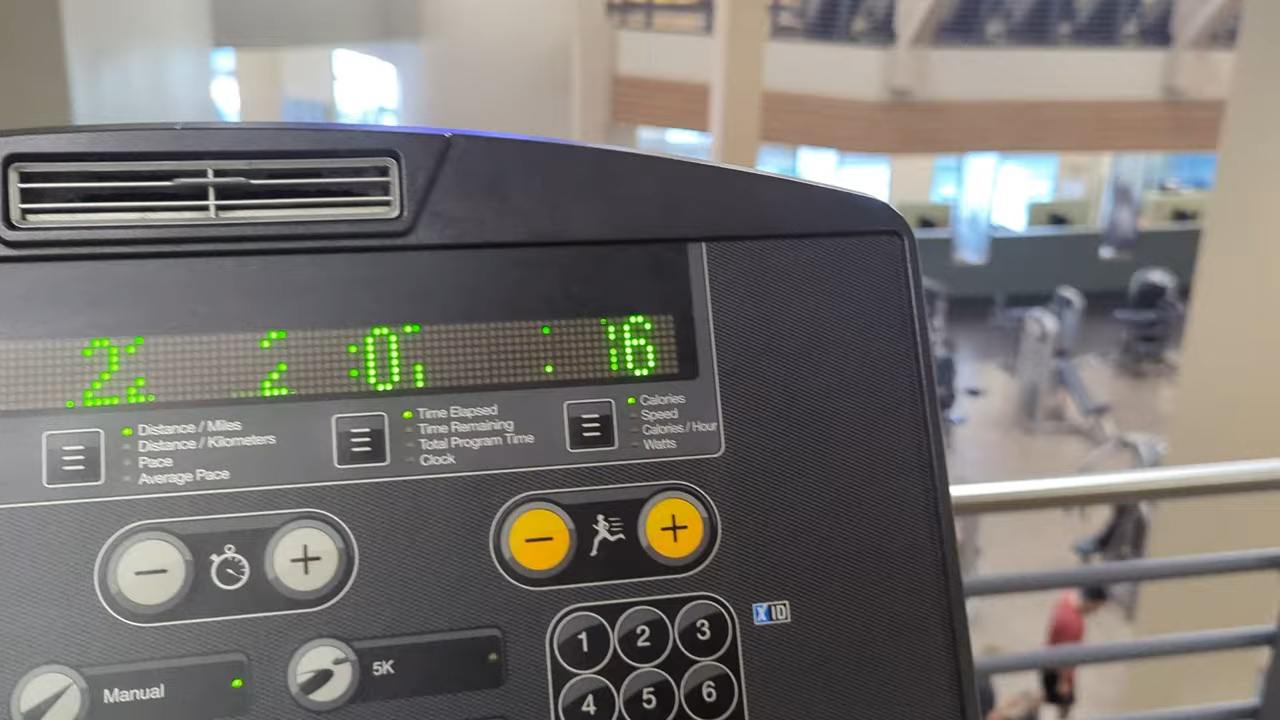 : 16
Distance / Miles
Distance / Kilometers
Pace
Average Pace
Time Elapsed
Time Remaining
Total Program Time
Clock
Calories
Speed
Calories / Hour
Watts
− +
− +
XID
1 2 3
4 5 6
Manual
5K